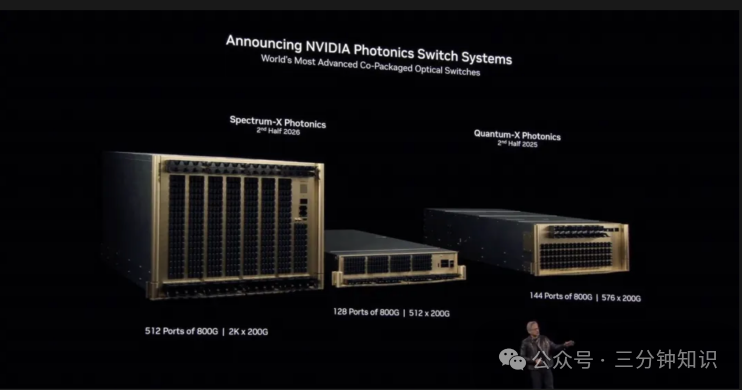 Announcing NVIDIA Photonics Switch Systems
World's Most Advanced Co-Packaged Optical Switches
Spectrum-X Photonics
2nd Half 2026
Quantum-X Photonics
2nd Half 2025
512 Ports of 800G | 2K x 200G
128 Ports of 800G | 512 x 200G
144 Ports of 800G | 576 x 200G
公众号 · 三分钟知识